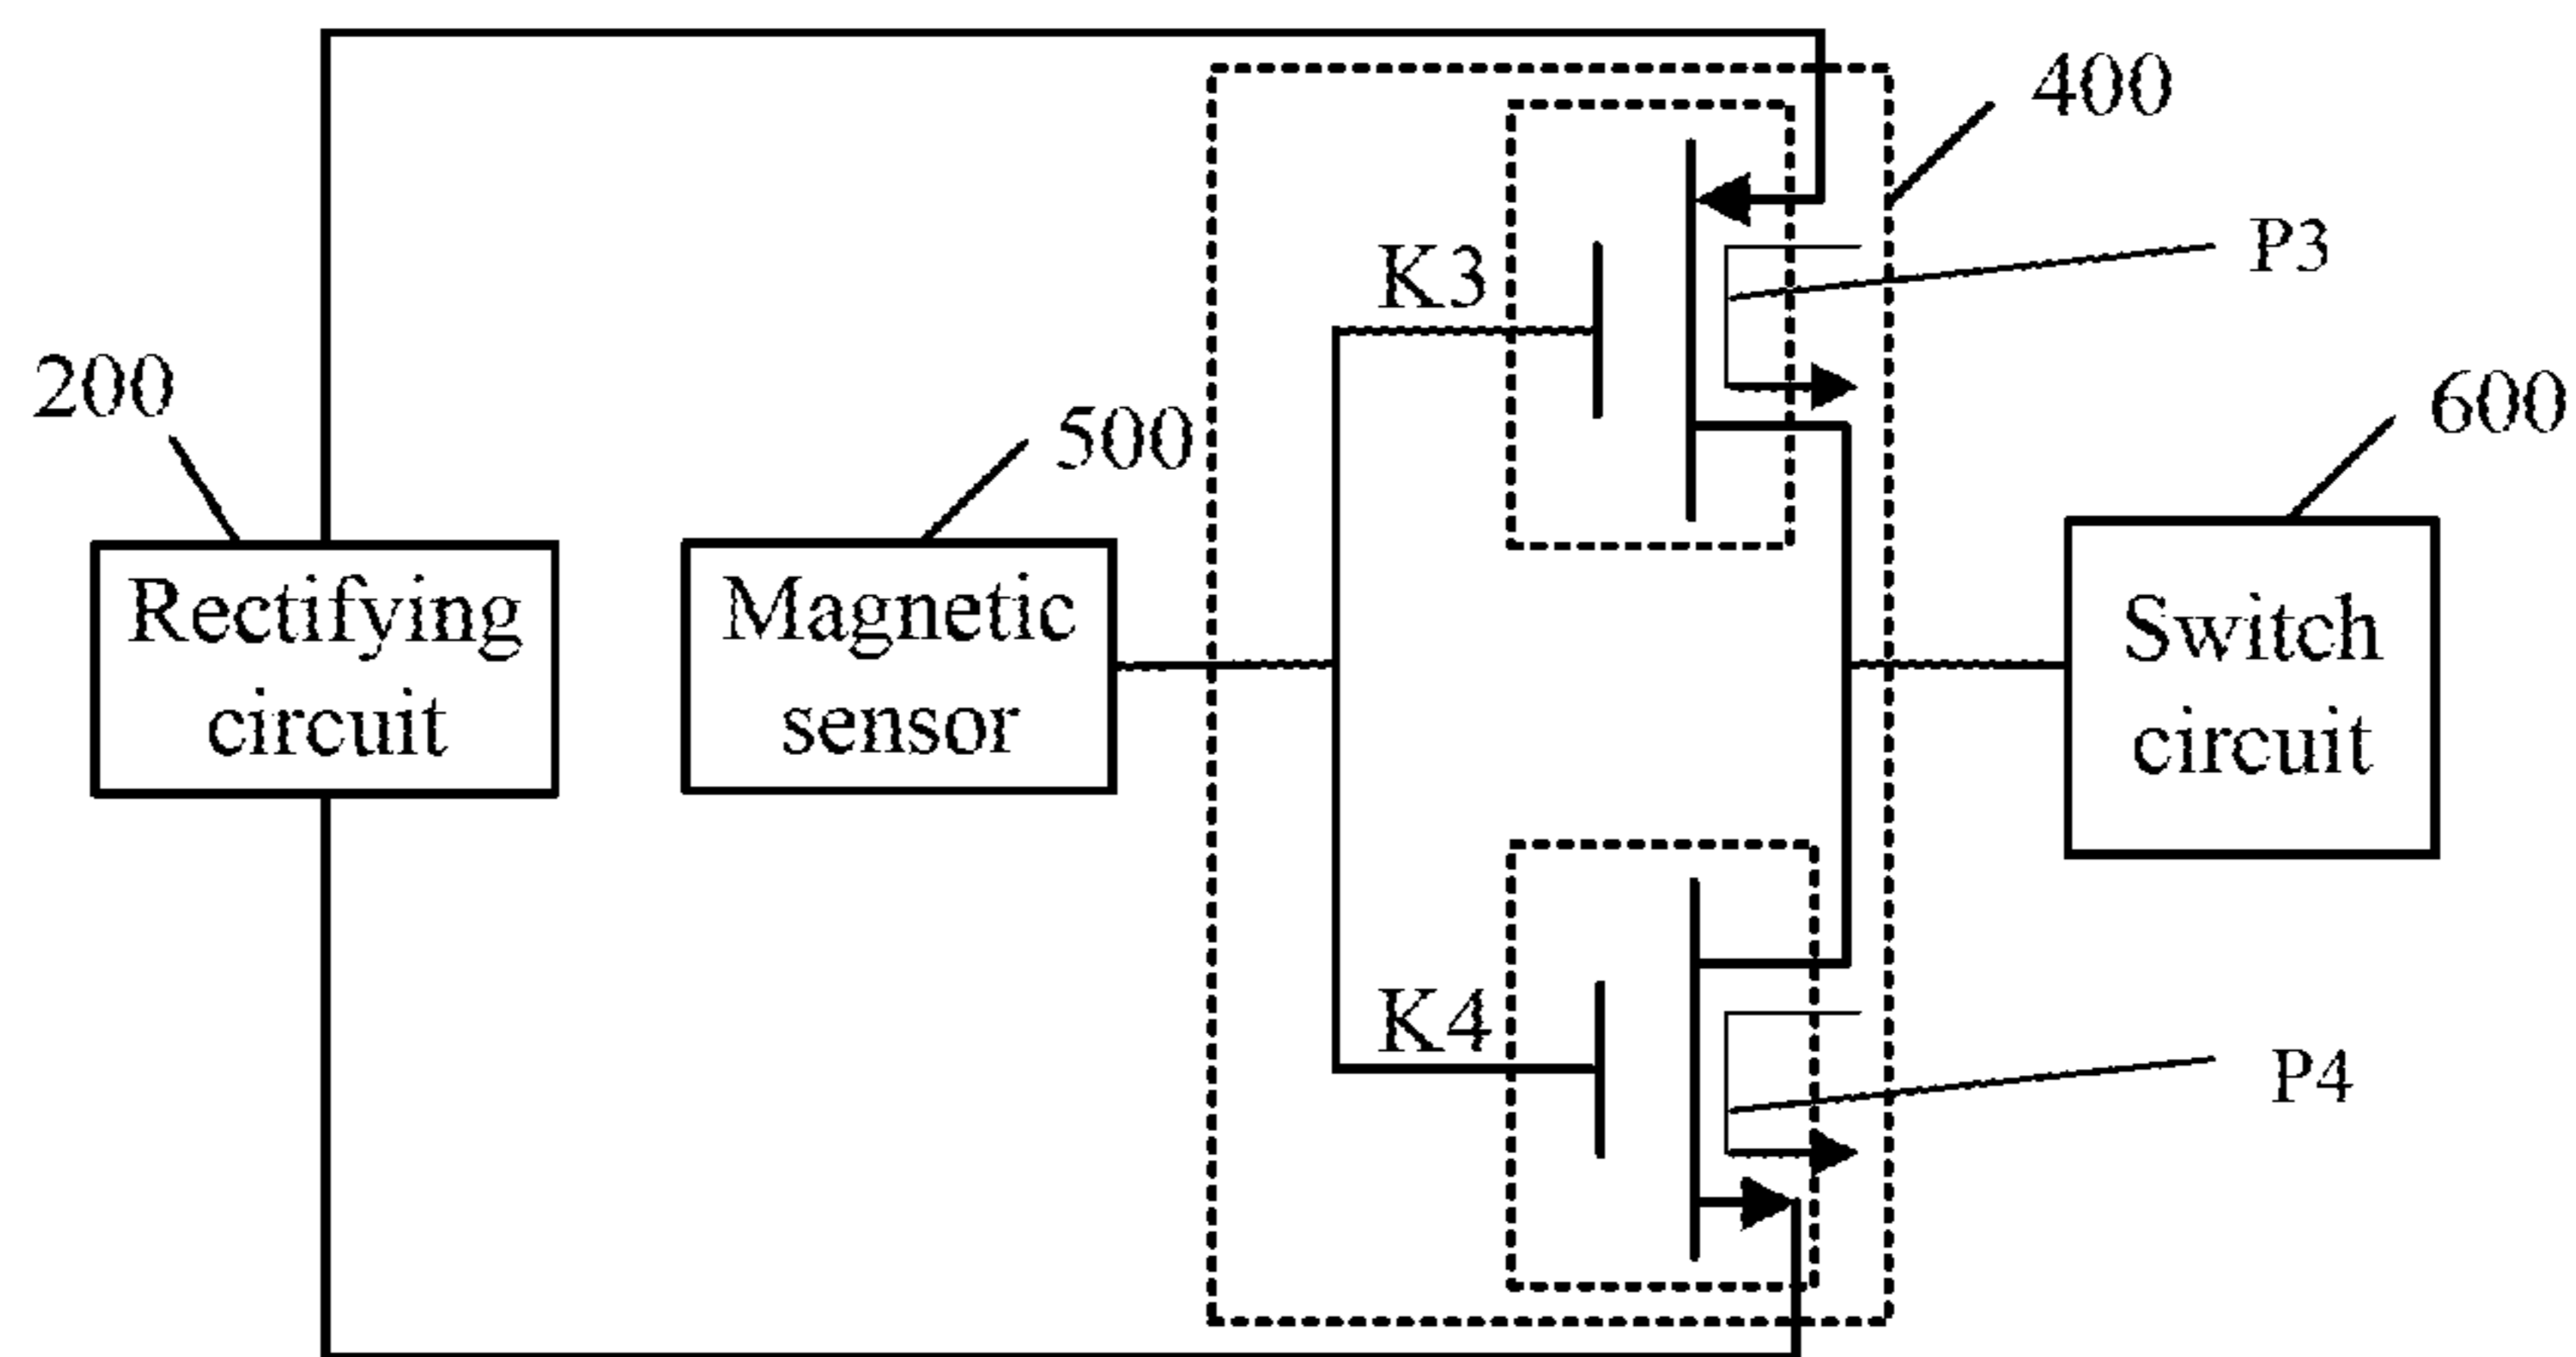 400
K3
P3
200
500
600
Rectifying
circuit
Magnetic
sensor
Switch
circuit
K4
P4